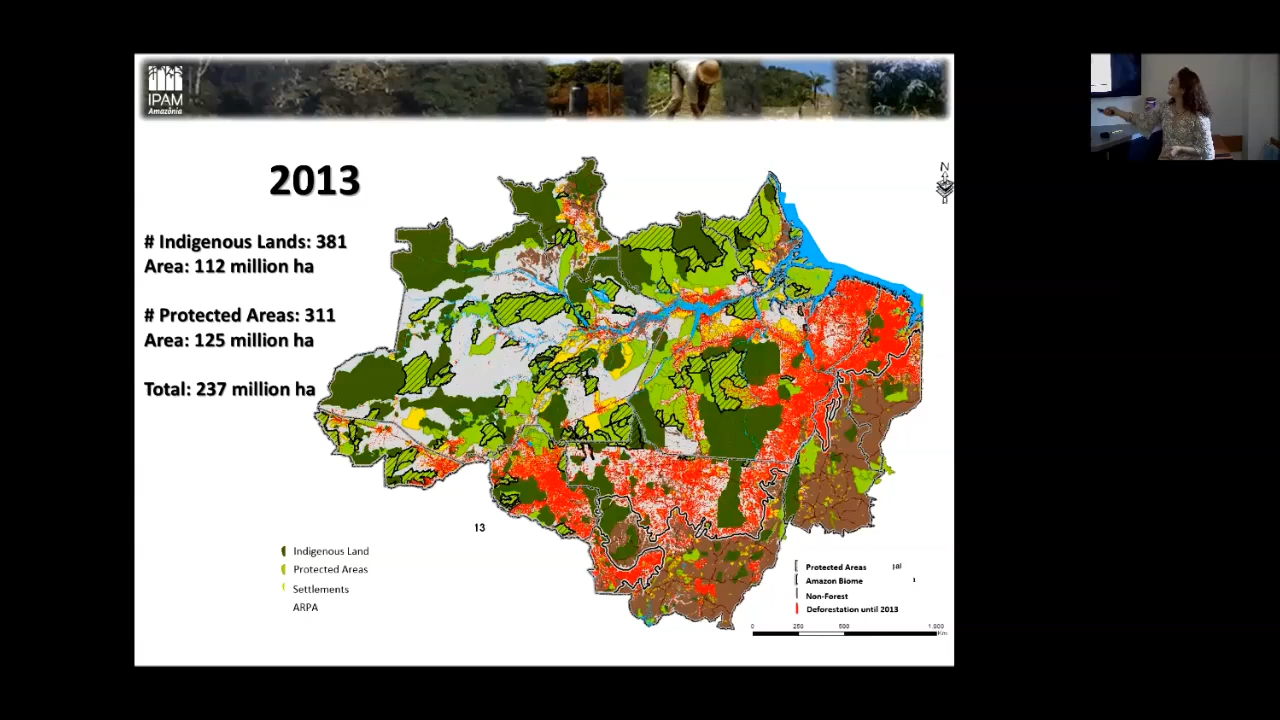 IPAM
Amazônia
2013
# Indigenous Lands: 381
Area: 112 million ha
# Protected Areas: 311
Area: 125 million ha
Total: 237 million ha
N
13
Indigenous Land
Protected Areas
Settlements
ARPA
Protected Areas
Amazon Biome
Non-Forest
Deforestation until 2013
0 250 500 1.000
Km